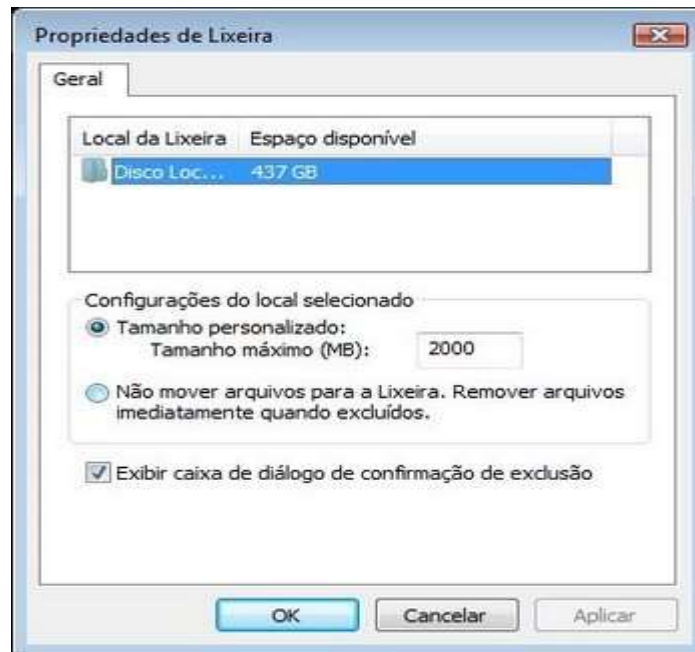 Propriedades de Lixeira
Geral
Local da Lixeira Espaço disponível
Disco Loc... 437 GB
Configurações do local selecionado
Tamanho personalizado:
Tamanho máximo (MB): 2000
Não mover arquivos para a Lixeira. Remover arquivos
imediatamente quando excluídos.
Exibir caixa de diálogo de confirmação de exclusão
OK Cancelar Aplicar